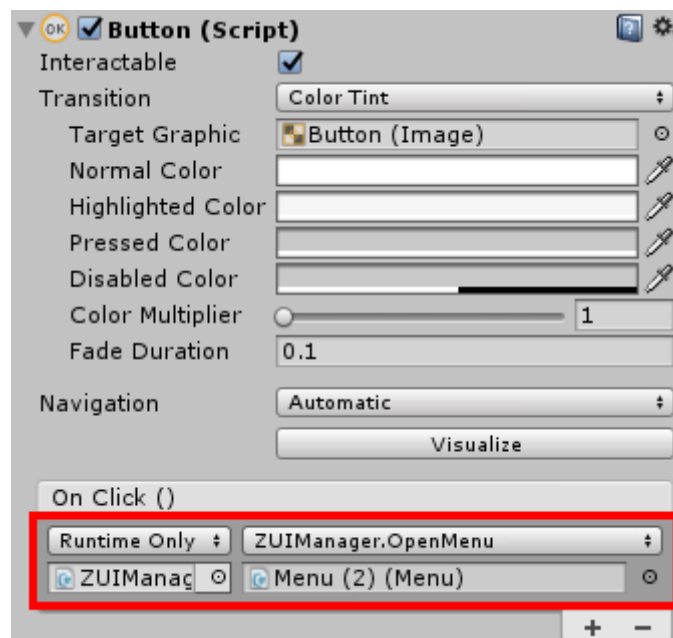 OK Button (Script)
Interactable
Transition Color Tint
Target Graphic Button (Image)
Normal Color
Highlighted Color
Pressed Color
Disabled Color
Color Multiplier 1
Fade Duration 0.1
Navigation Automatic
Visualize
On Click ()
Runtime Only ZUIManager.OpenMenu
ZUIManag Menu (2) (Menu)
+ −